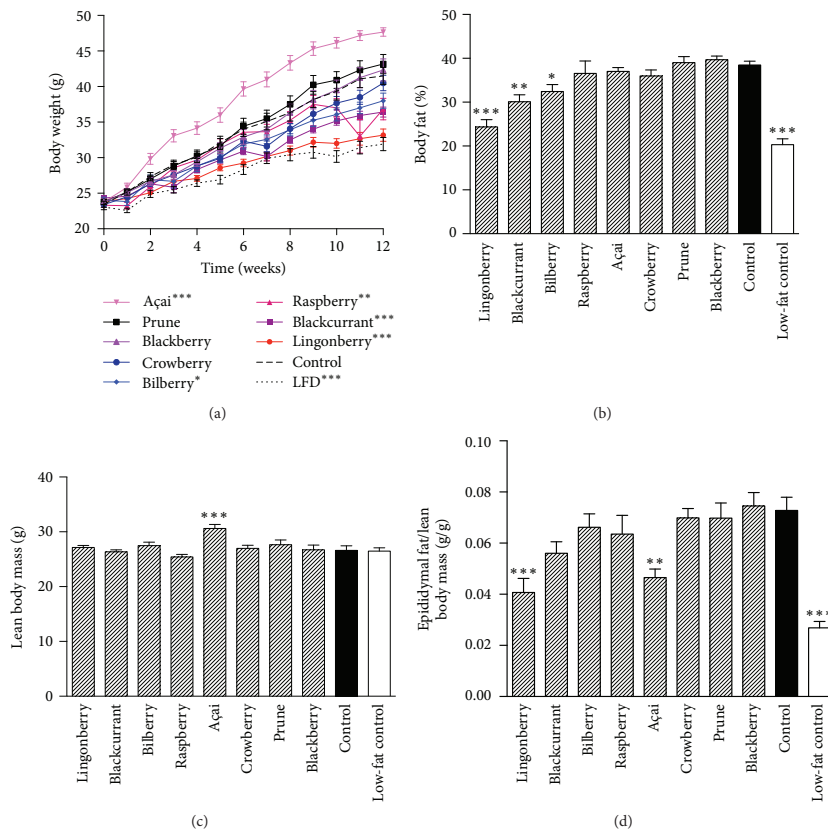 50
45
40
35
30
25
20
Body weight (g)
0 2 4 6 8 10 12
Time (weeks)
Açai***
Prune
Blackberry
Crowberry
Bilberry*
Raspberry**
Blackcurrant***
Lingonberry***
Control
LFD***
(a)
50
40
30
20
10
0
Body fat (%)
***
**
*
***
Lingonberry
Blackcurrant
Bilberry
Raspberry
Açai
Crowberry
Prune
Blackberry
Control
Low-fat control
(b)
40
30
20
10
0
Lean body mass (g)
***
Lingonberry
Blackcurrant
Bilberry
Raspberry
Açai
Crowberry
Prune
Blackberry
Control
Low-fat control
(c)
0.10
0.08
0.06
0.04
0.02
0.00
Epididymal fat/lean
body mass (g/g)
***
**
***
Lingonberry
Blackcurrant
Bilberry
Raspberry
Açai
Crowberry
Prune
Blackberry
Control
Low-fat control
(d)